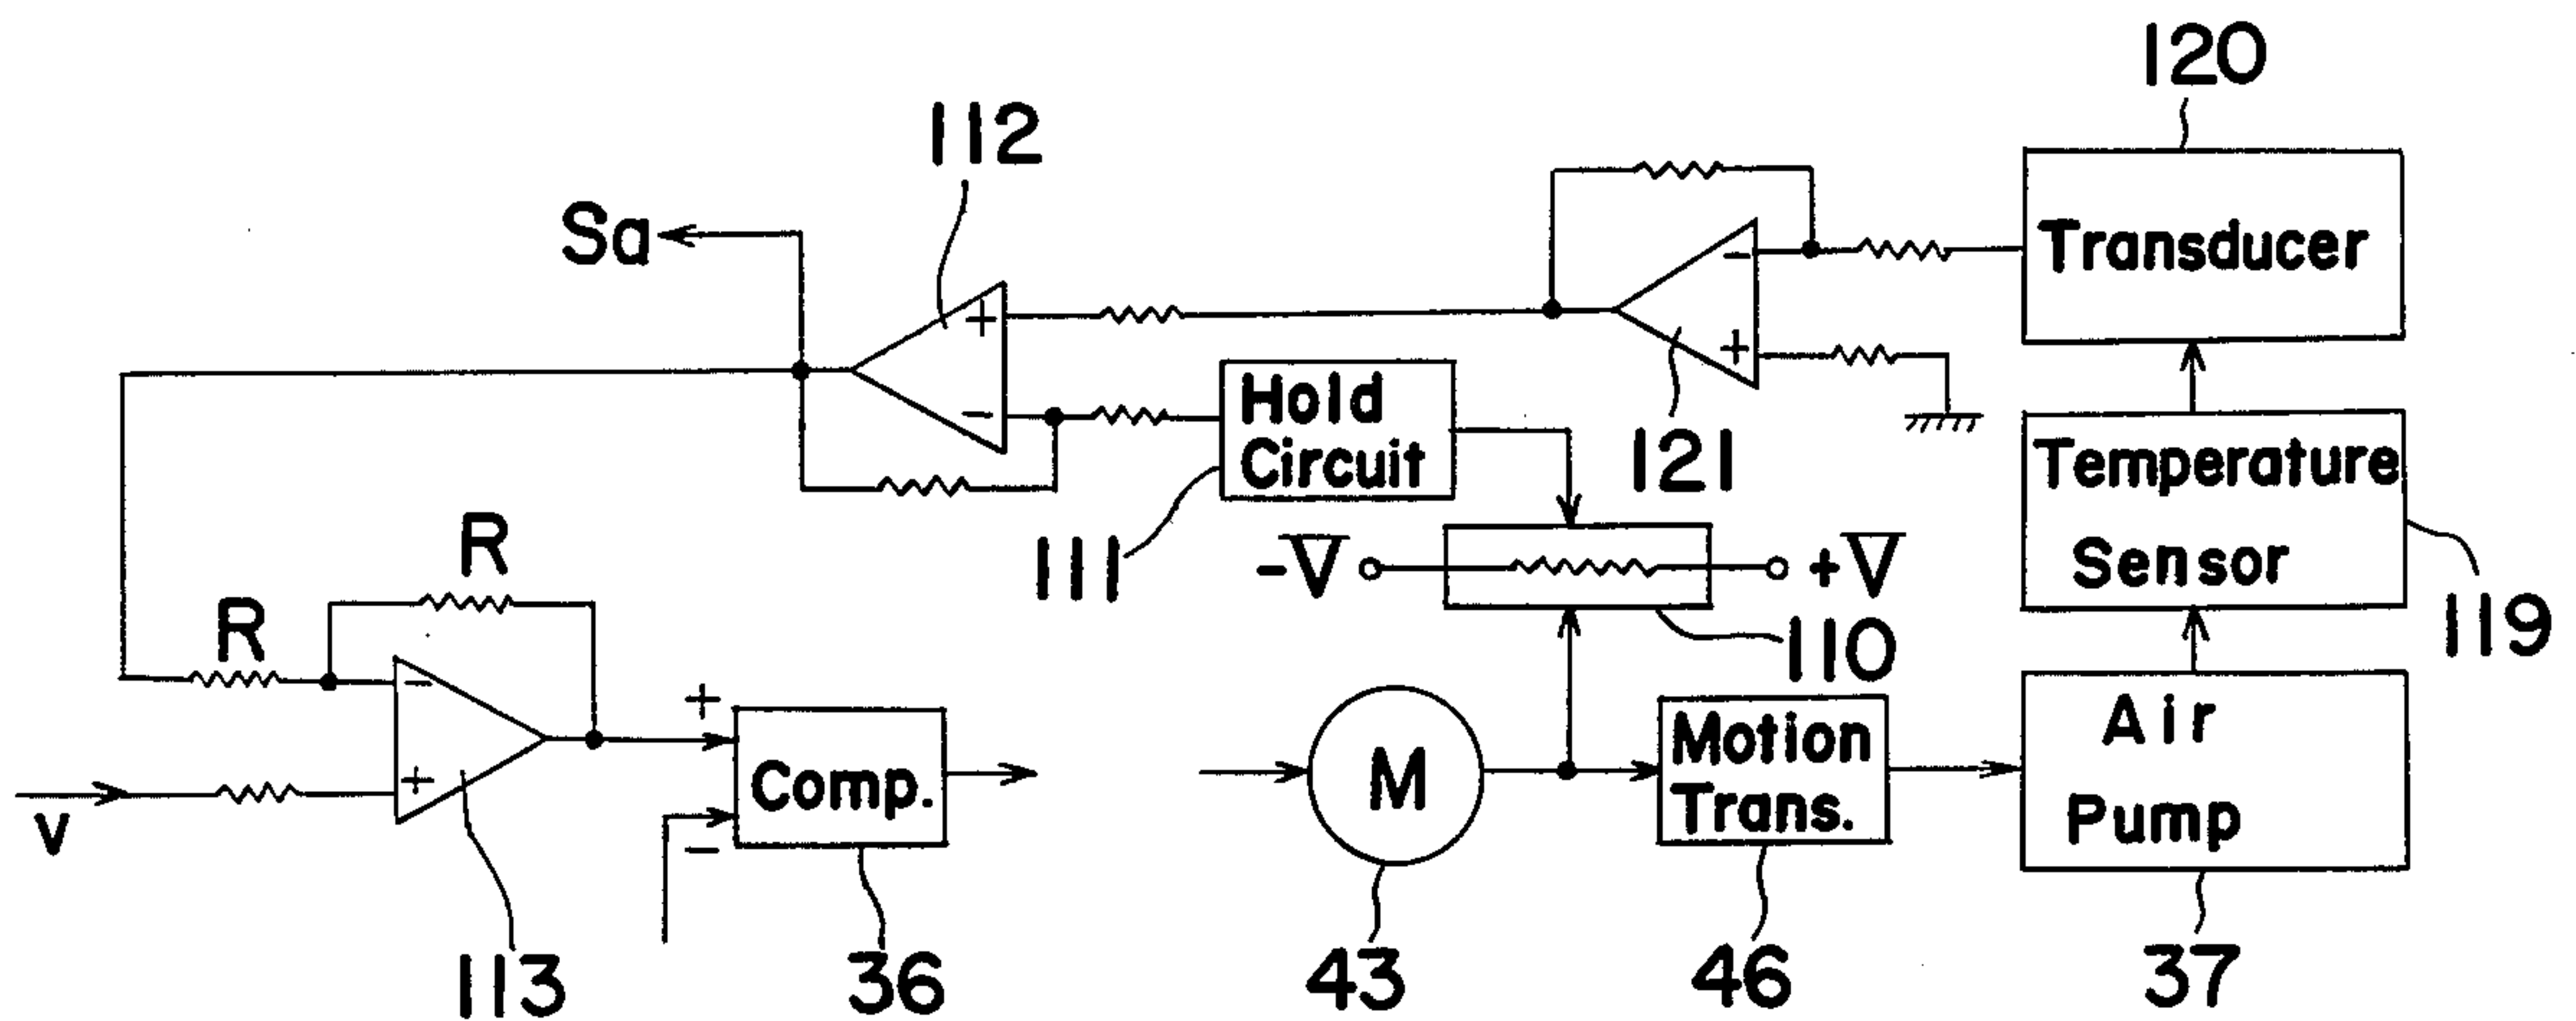 120
112
Sa
−
Transducer
+
+
−
Hold
Circuit
121
Temperature
Sensor
111
-V̅
+V̅
R
R
110
119
−
+
+
−
Comp.
M
Motion
Trans.
Air
Pump
v
113
36
43
46
37